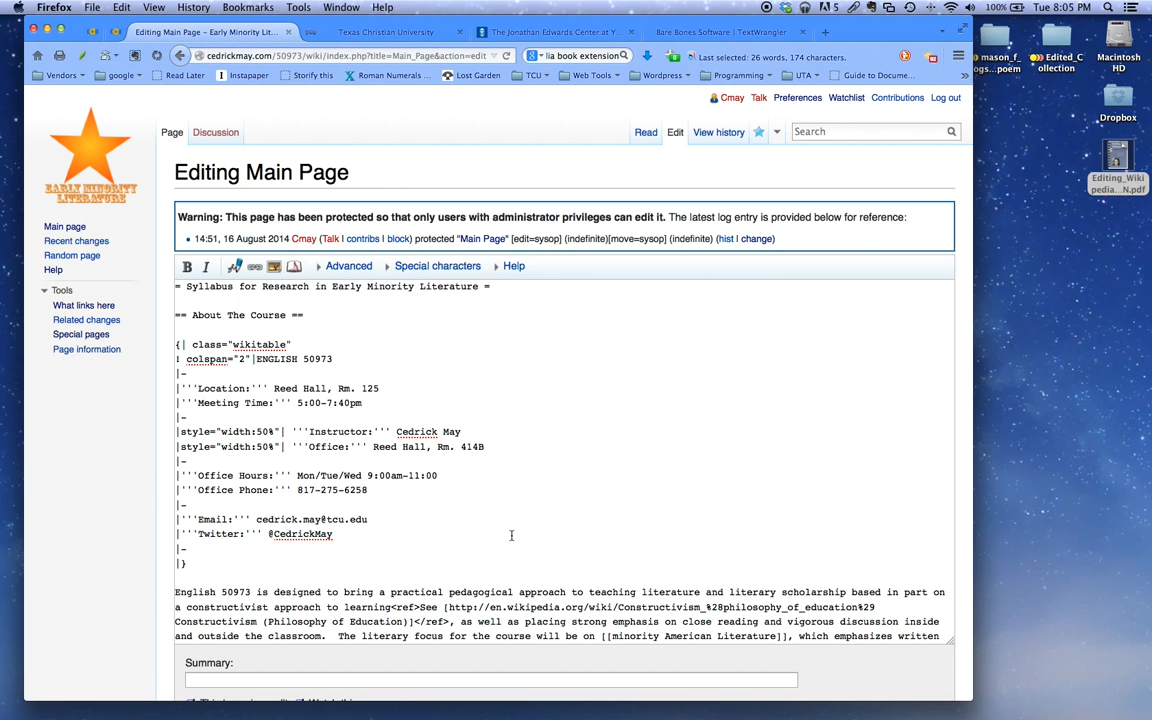 Firefox File Edit View History Bookmarks Tools Window Help 5 100% Tue 8:05 PM
Editing Main Page – Early Minority Lit... Texas Christian University The Jonathan Edwards Center at Y... Bare Bones Software | TextWrangler
cedrickmay.com/50973/wiki/index.php?title=Main_Page&action=edit lia book extension Last selected: 26 words, 174 characters.
Vendors google Read Later Instapaper Storify this Roman Numerals ... Lost Garden TCU Web Tools Wordpress Programming UTA Guide to Docume...
mason_f
ogs...poem
Edited_C
ollection
Macintosh
HD
Dropbox
Editing_Wiki
pedia...N.pdf
Cmay Talk Preferences Watchlist Contributions Log out
Page Discussion Read Edit View history Search
EARLY MINORITY
LITERATURE
Main page
Recent changes
Random page
Help
Tools
What links here
Related changes
Special pages
Page information
Editing Main Page
Warning: This page has been protected so that only users with administrator privileges can edit it. The latest log entry is provided below for reference:
14:51, 16 August 2014 Cmay (Talk | contribs | block) protected "Main Page" [edit=sysop] (indefinite)[move=sysop] (indefinite) (hist | change)
B I Advanced Special characters Help
= Syllabus for Research in Early Minority Literature =
== About The Course ==
{| class="wikitable"
! colspan="2"|ENGLISH 50973
|-
|'''Location:''' Reed Hall, Rm. 125
|'''Meeting Time:''' 5:00-7:40pm
|-
|style="width:50%"| '''Instructor:''' Cedrick May
|style="width:50%"| '''Office:''' Reed Hall, Rm. 414B
|-
|'''Office Hours:''' Mon/Tue/Wed 9:00am-11:00
|'''Office Phone:''' 817-275-6258
|-
|'''Email:''' cedrick.may@tcu.edu
|'''Twitter:''' @CedrickMay
|-
|}
English 50973 is designed to bring a practical pedagogical approach to teaching literature and literary scholarship based in part on
a constructivist approach to learning<ref>See [http://en.wikipedia.org/wiki/Constructivism_%28philosophy_of_education%29
Constructivism (Philosophy of Education)]</ref>, as well as placing strong emphasis on close reading and vigorous discussion inside
and outside the classroom. The literary focus for the course will be on [[minority American Literature]], which emphasizes written
Summary: